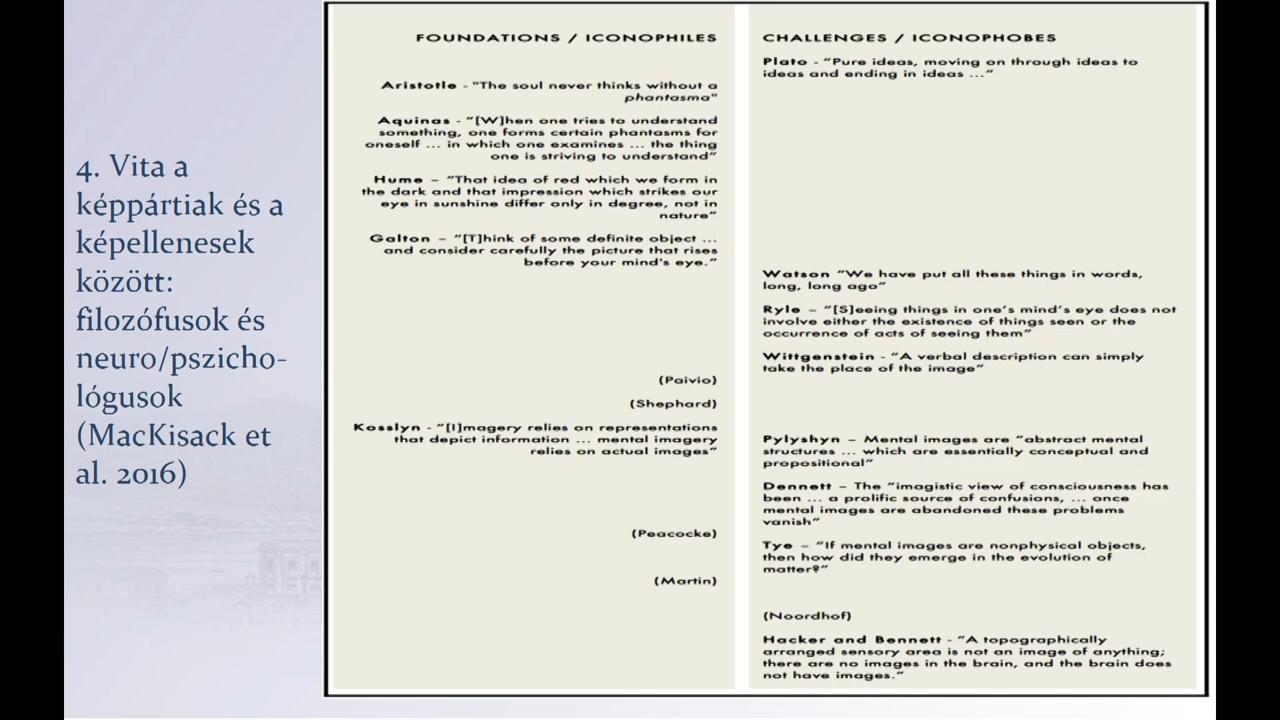 4. Vita a
képpártiak és a
képellenesek
között:
filozófusok és
neuro/pszicho-
lógusok
(MacKisack et
al. 2016)
FOUNDATIONS / ICONOPHILES
Aristotle - "The soul never thinks without a
phantasma"
Aquinas - “[W]hen one tries to understand
something, one forms certain phantasms for
oneself ... in which one examines ... the thing
one is striving to understand”
Hume – “That idea of red which we form in
the dark and that impression which strikes our
eye in sunshine differ only in degree, not in
nature”
Galton – “[T]hink of some definite object ...
and consider carefully the picture that rises
before your mind's eye.”
(Paivio)
(Shephard)
Kosslyn - “[I]magery relies on representations
that depict information ... mental imagery
relies on actual images”
(Peacocke)
(Martin)
CHALLENGES / ICONOPHOBES
Plato - “Pure ideas, moving on through ideas to
ideas and ending in ideas ...”
Watson “We have put all these things in words,
long, long ago”
Ryle – “[S]eeing things in one’s mind’s eye does not
involve either the existence of things seen or the
occurrence of acts of seeing them”
Wittgenstein - “A verbal description can simply
take the place of the image”
Pylyshyn – Mental images are “abstract mental
structures ... which are essentially conceptual and
propositional”
Dennett – The “imagistic view of consciousness has
been ... a prolific source of confusions, ... once
mental images are abandoned these problems
vanish”
Tye – “If mental images are nonphysical objects,
then how did they emerge in the evolution of
matter?”
(Noordhof)
Hacker and Bennett - “A topographically
arranged sensory area is not an image of anything;
there are no images in the brain, and the brain does
not have images.”